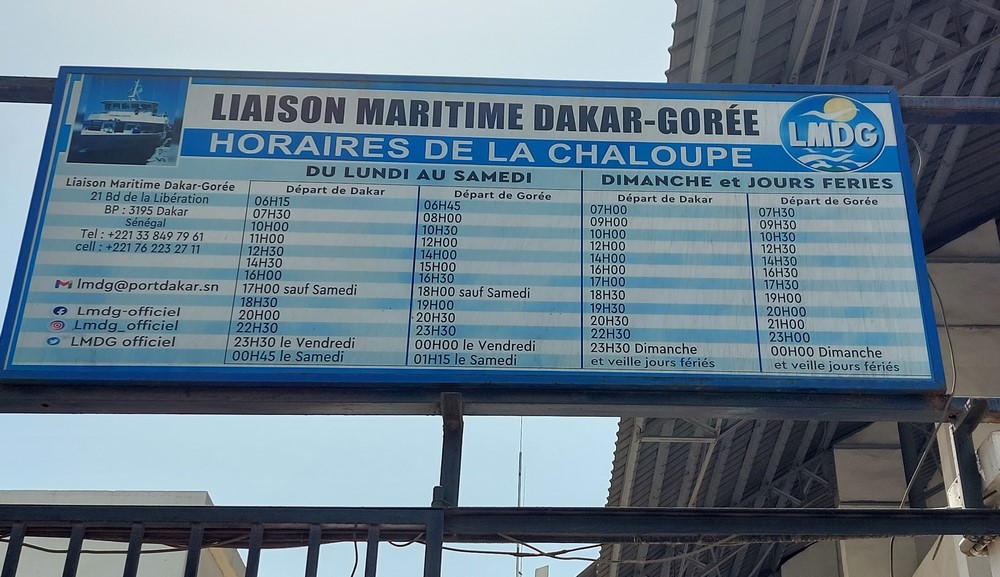 LIAISON MARITIME DAKAR-GORÉE
LMDG
HORAIRES DE LA CHALOUPE
Liaison Maritime Dakar-Gorée
21 Bd de la Libération
BP : 3195 Dakar
Sénégal
Tel : +221 33 849 79 61
cell : +221 76 223 27 11
lmdg@portdakar.sn
Lmdg-officiel
Lmdg_officiel
LMDG officiel
DU LUNDI AU SAMEDI
Départ de Dakar
06H15
07H30
10H00
11H00
12H30
14H30
16H00
17H00 sauf Samedi
18H30
20H00
22H30
23H30 le Vendredi
00H45 le Samedi
Départ de Gorée
06H45
08H00
10H30
12H00
14H00
15H00
16H30
18H00 sauf Samedi
19H00
20H30
23H30
00H00 le Vendredi
01H15 le Samedi
DIMANCHE et JOURS FERIES
Départ de Dakar
07H00
09H00
10H00
12H00
14H00
16H00
17H00
18H30
19H30
20H30
22H30
23H30 Dimanche
et veille jours fériés
Départ de Gorée
07H30
09H30
10H30
12H30
14H30
16H30
17H30
19H00
20H00
21H00
23H00
00H00 Dimanche
et veille jours fériés